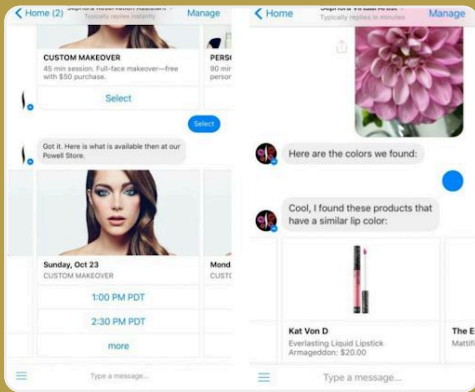 Home (2)
Typically replies instantly
Manage
CUSTOM MAKEOVER
45 min session. Full-face makeover—free
with $50 purchase.
Select
90 min
Select
Got it. Here is what is available then at our
Powell Store.
Sunday, Oct 23
CUSTOM MAKEOVER
1:00 PM PDT
2:30 PM PDT
more
Type a message...
Home
Typically replies in minutes
Manage
Here are the colors we found:
Cool, I found these products that
have a similar lip color:
Kat Von D
Everlasting Liquid Lipstick
Armageddon: $20.00
The E
Type a message...